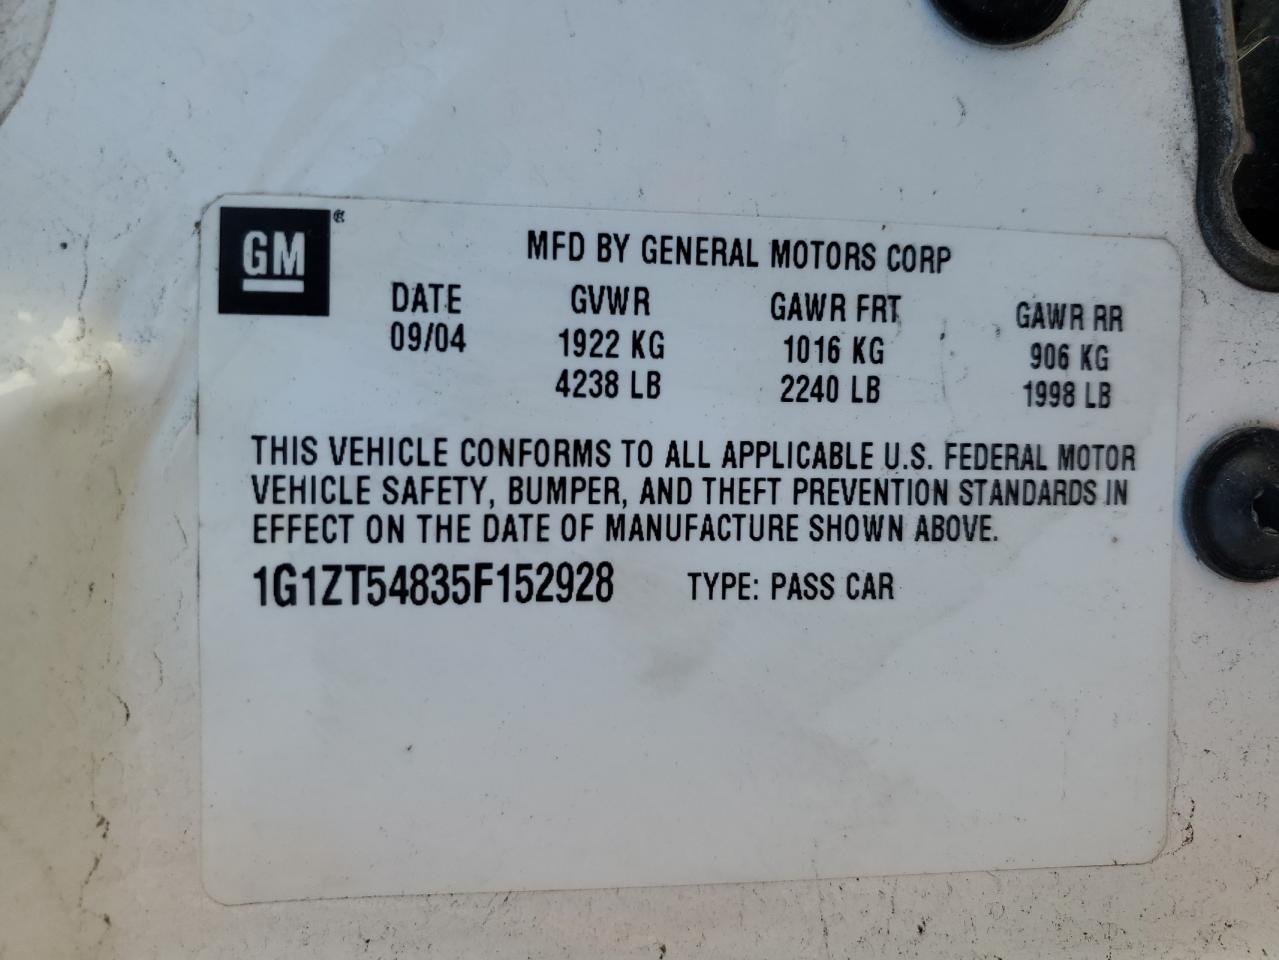 GM®
MFD BY GENERAL MOTORS CORP
DATE GVWR GAWR FRT GAWR RR
09/04 1922 KG 1016 KG 906 KG
4238 LB 2240 LB 1998 LB
THIS VEHICLE CONFORMS TO ALL APPLICABLE U.S. FEDERAL MOTOR
VEHICLE SAFETY, BUMPER, AND THEFT PREVENTION STANDARDS IN
EFFECT ON THE DATE OF MANUFACTURE SHOWN ABOVE.
1G1ZT54835F152928 TYPE: PASS CAR